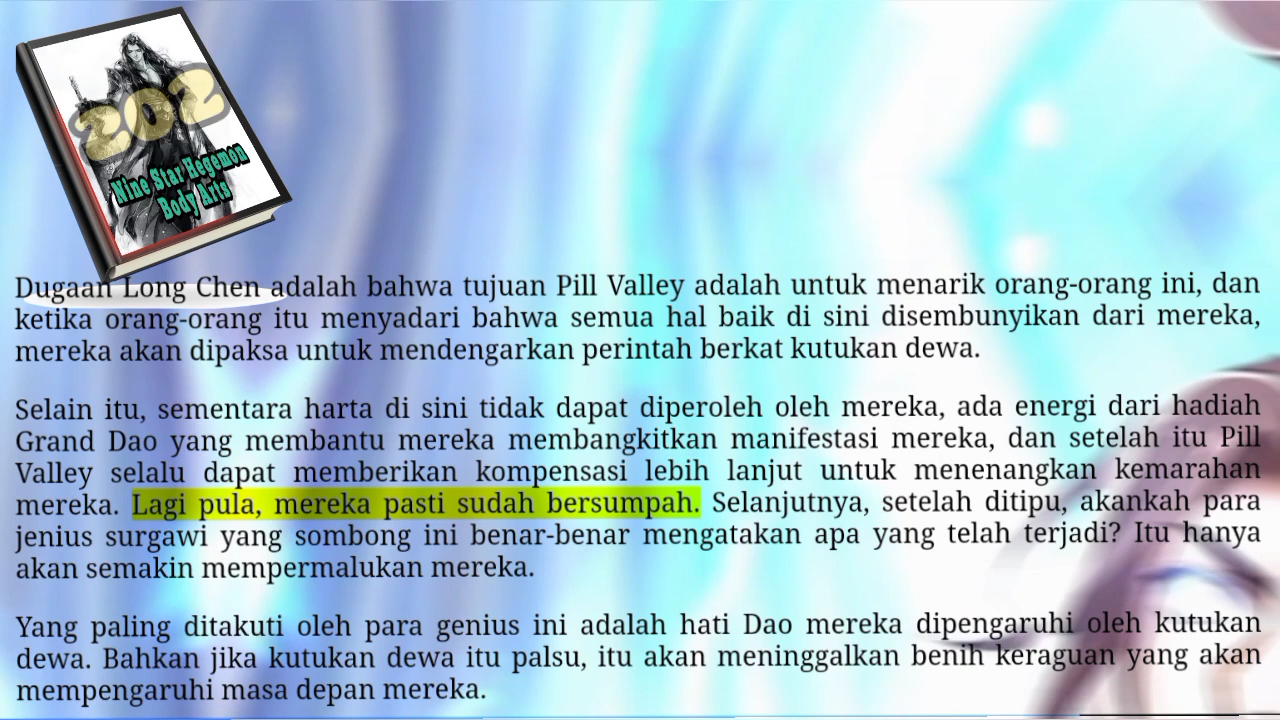 202
Nine Star Hegemon
Body Arts
Dugaan Long Chen adalah bahwa tujuan Pill Valley adalah untuk menarik orang-orang ini, dan
ketika orang-orang itu menyadari bahwa semua hal baik di sini disembunyikan dari mereka,
mereka akan dipaksa untuk mendengarkan perintah berkat kutukan dewa.
Selain itu, sementara harta di sini tidak dapat diperoleh oleh mereka, ada energi dari hadiah
Grand Dao yang membantu mereka membangkitkan manifestasi mereka, dan setelah itu Pill
Valley selalu dapat memberikan kompensasi lebih lanjut untuk menenangkan kemarahan
mereka. Lagi pula, mereka pasti sudah bersumpah. Selanjutnya, setelah ditipu, akankah para
jenius surgawi yang sombong ini benar-benar mengatakan apa yang telah terjadi? Itu hanya
akan semakin mempermalukan mereka.
Yang paling ditakuti oleh para genius ini adalah hati Dao mereka dipengaruhi oleh kutukan
dewa. Bahkan jika kutukan dewa itu palsu, itu akan meninggalkan benih keraguan yang akan
mempengaruhi masa depan mereka.